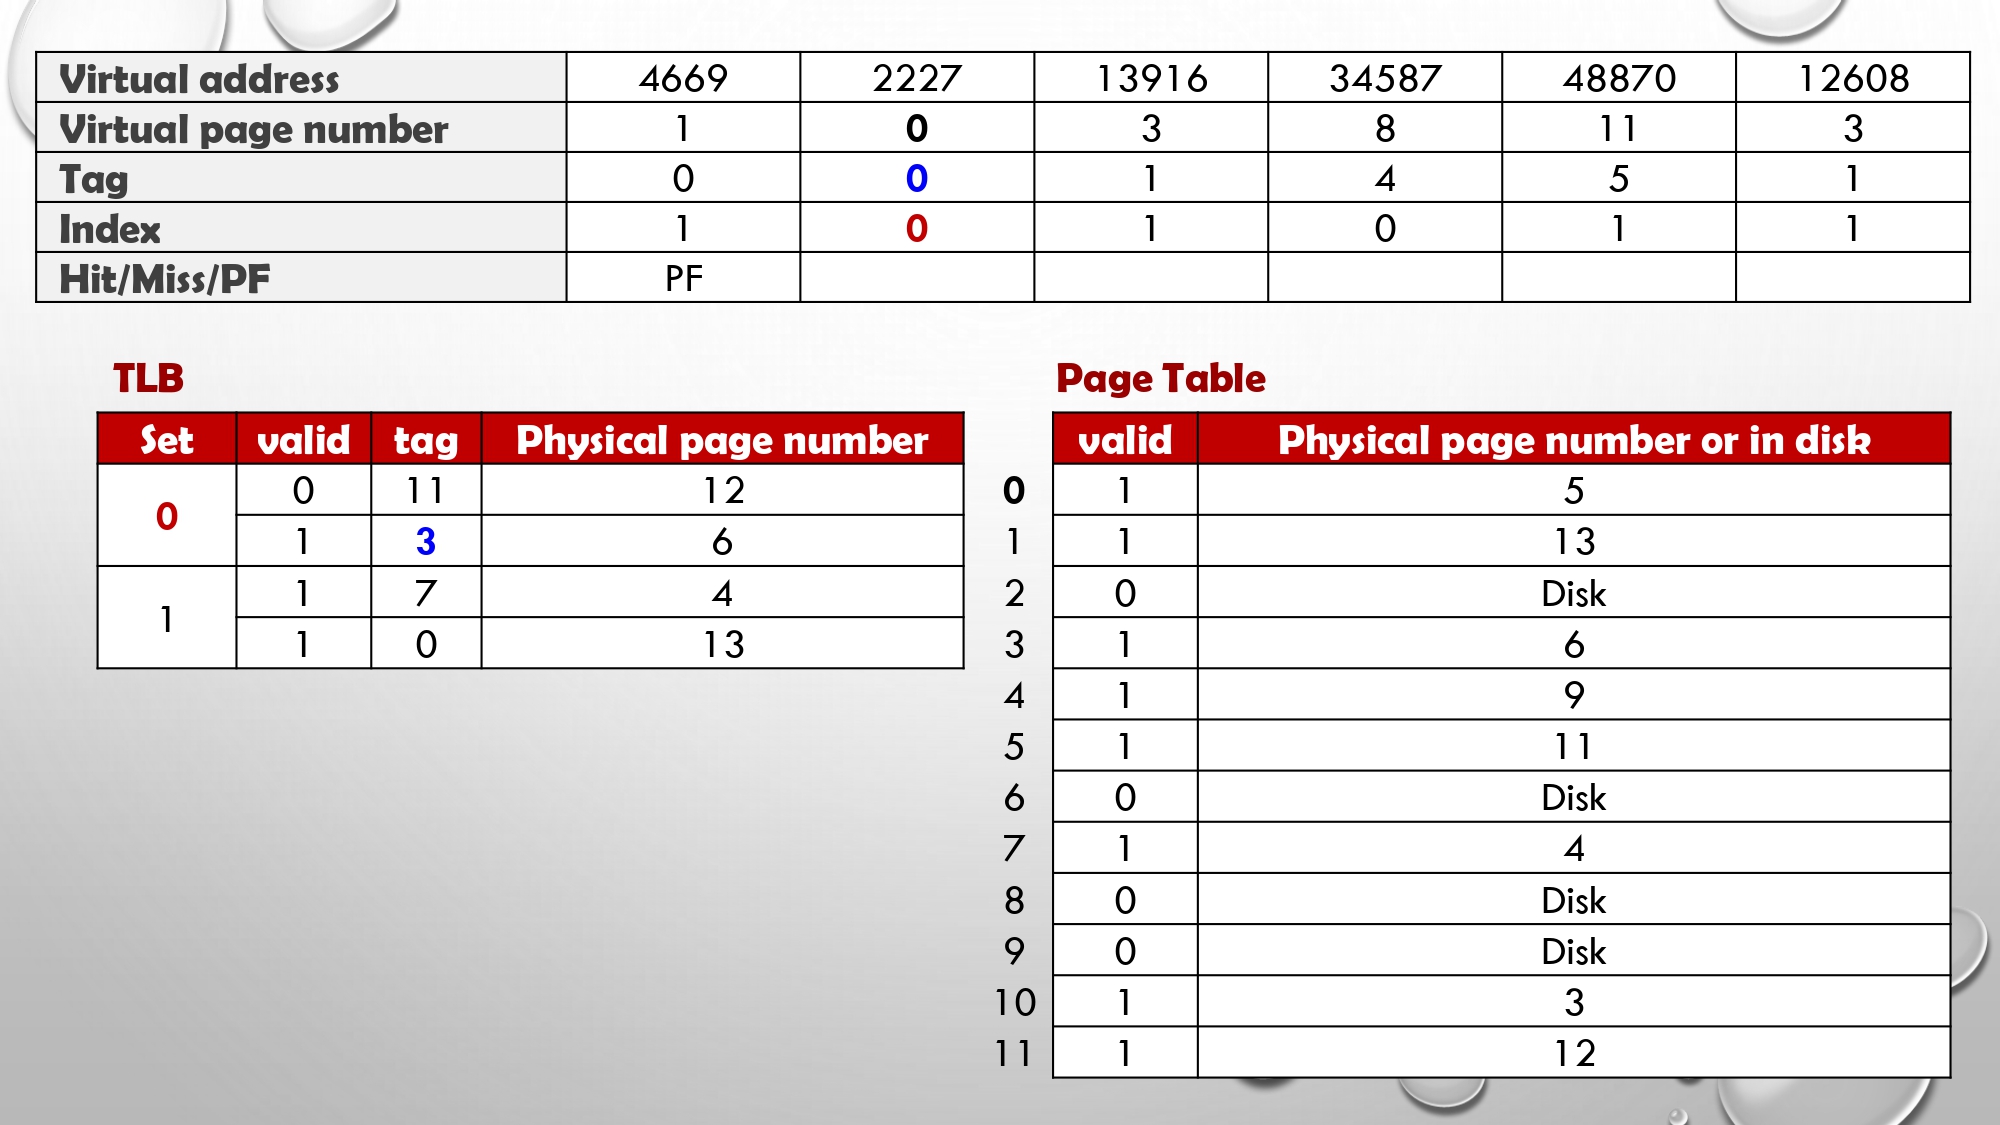 Virtual address 4669 2227 13916 34587 48870 12608
Virtual page number 1 0 3 8 11 3
Tag 0 0 1 4 5 1
Index 1 0 1 0 1 1
Hit/Miss/PF PF
TLB
Set valid tag Physical page number
0 0 11 12
1 3 6
1 1 7 4
1 0 13
Page Table
valid Physical page number or in disk
0 1 5
1 1 13
2 0 Disk
3 1 6
4 1 9
5 1 11
6 0 Disk
7 1 4
8 0 Disk
9 0 Disk
10 1 3
11 1 12